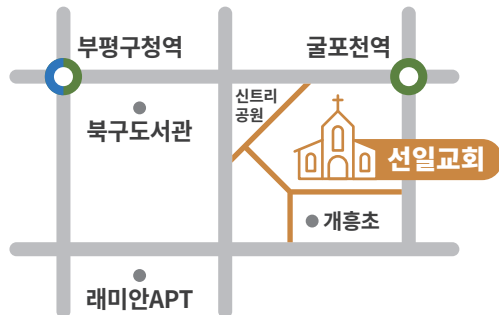 부평구청역
굴포천역
신트리
공원
북구도서관
선일교회
개흥초
래미안APT